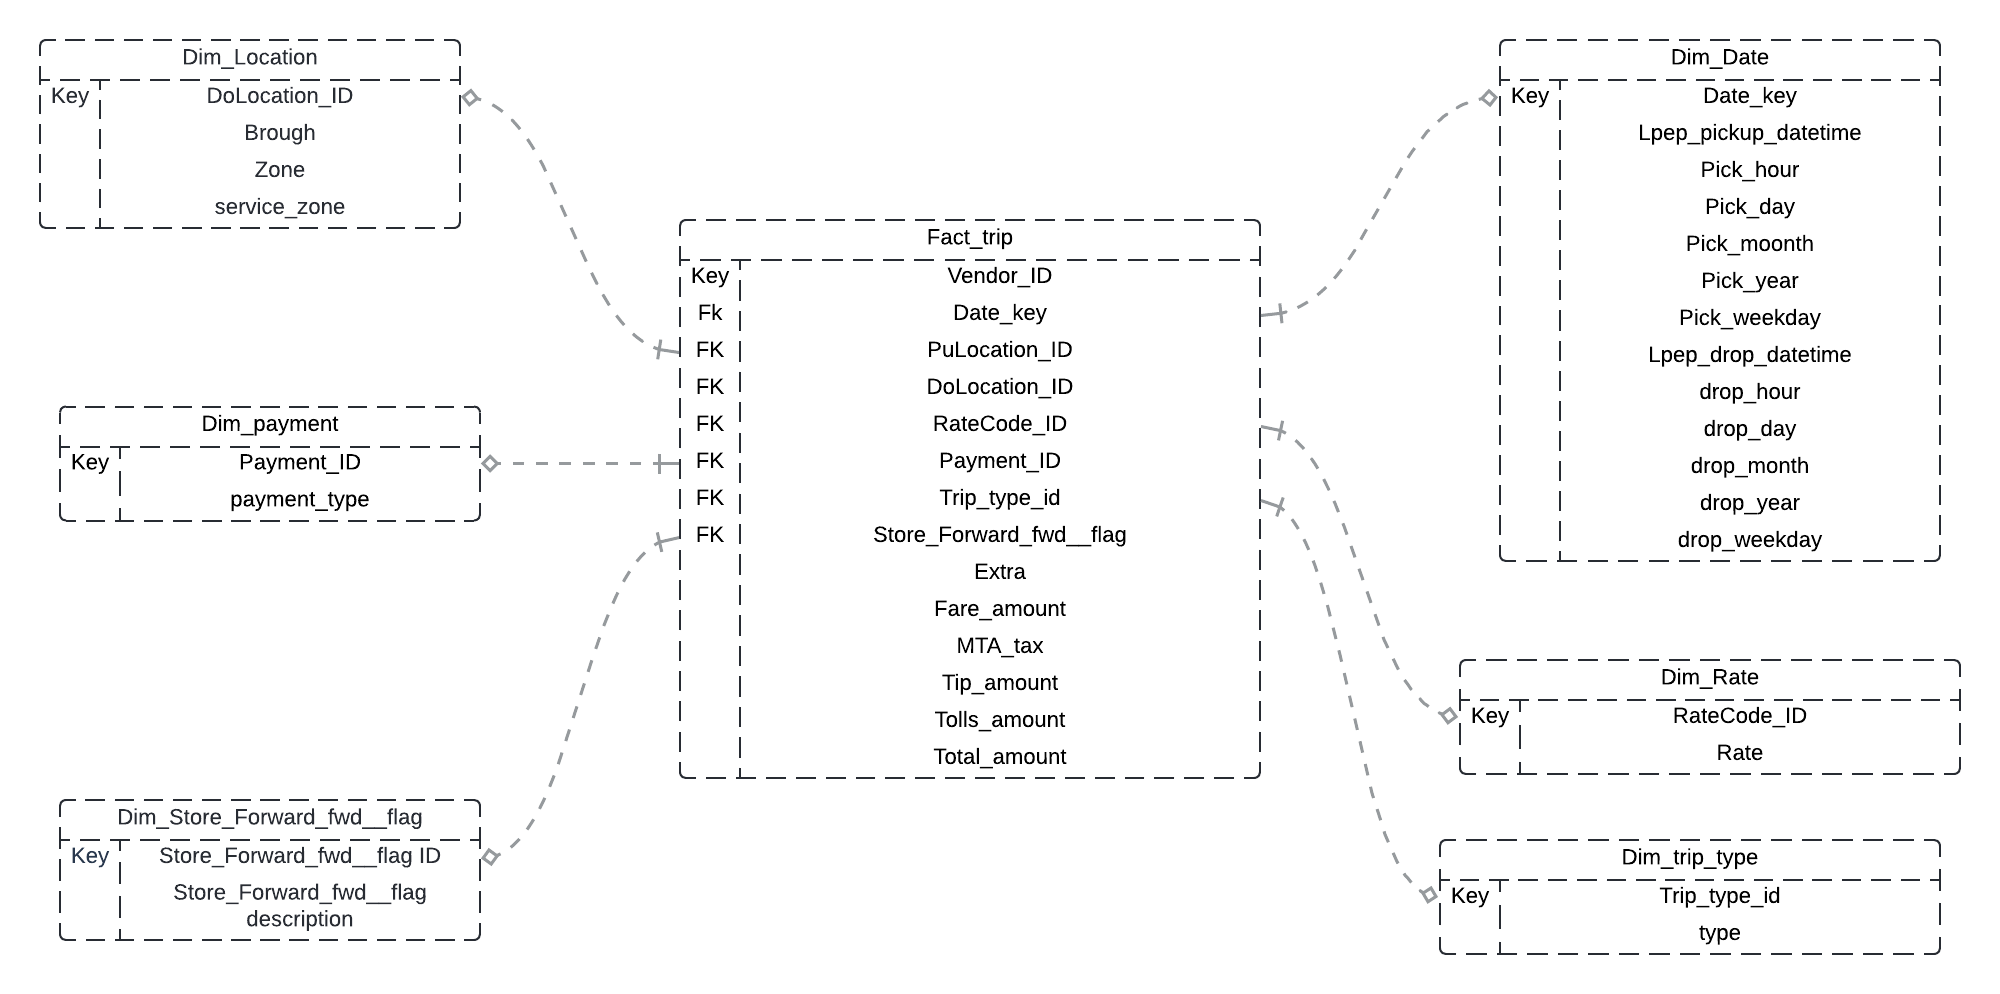 Dim_Location
Key DoLocation_ID
Brough
Zone
service_zone
Dim_payment
Key Payment_ID
payment_type
Dim_Store_Forward_fwd__flag
Key Store_Forward_fwd__flag ID
Store_Forward_fwd__flag
description
Fact_trip
Key Vendor_ID
Fk Date_key
FK PuLocation_ID
FK DoLocation_ID
FK RateCode_ID
FK Payment_ID
FK Trip_type_id
FK Store_Forward_fwd__flag
Extra
Fare_amount
MTA_tax
Tip_amount
Tolls_amount
Total_amount
Dim_Date
Key Date_key
Lpep_pickup_datetime
Pick_hour
Pick_day
Pick_moonth
Pick_year
Pick_weekday
Lpep_drop_datetime
drop_hour
drop_day
drop_month
drop_year
drop_weekday
Dim_Rate
Key RateCode_ID
Rate
Dim_trip_type
Key Trip_type_id
type